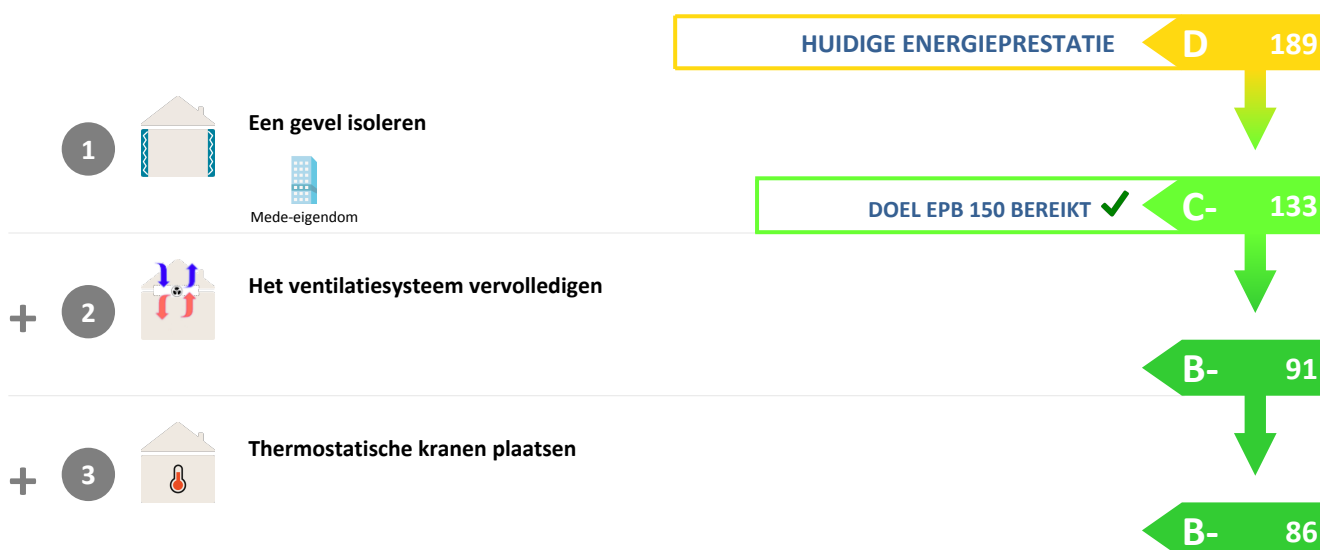 HUIDIGE ENERGIEPRESTATIE D 189
1 Een gevel isoleren
Mede-eigendom
DOEL EPB 150 BEREIKT ✔ C- 133
+ 2 Het ventilatiesysteem vervolledigen
B- 91
+ 3 Thermostatische kranen plaatsen
B- 86